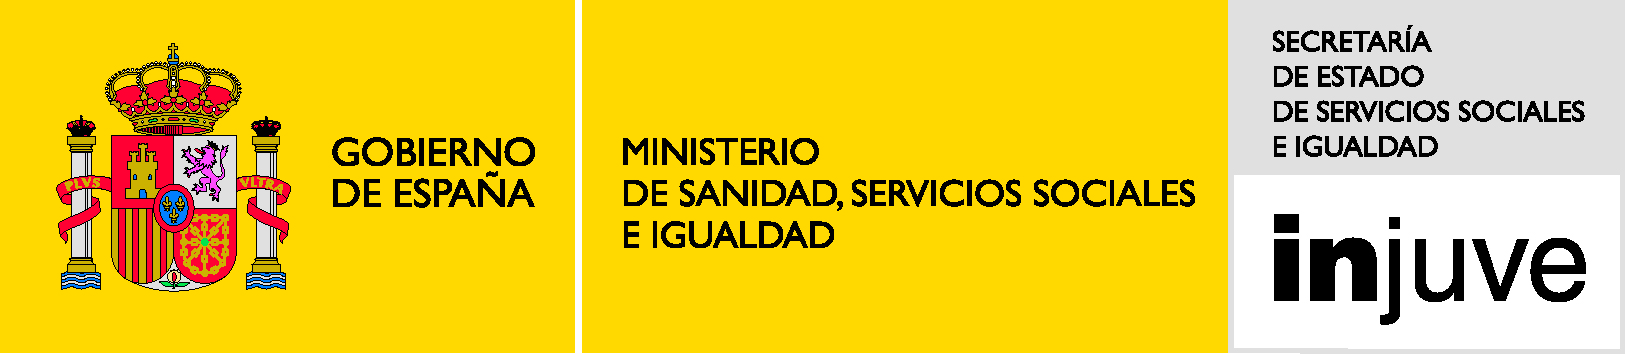 PLVS
VLTRA
GOBIERNO
DE ESPAÑA
MINISTERIO
DE SANIDAD, SERVICIOS SOCIALES
E IGUALDAD
SECRETARÍA
DE ESTADO
DE SERVICIOS SOCIALES
E IGUALDAD
injuve